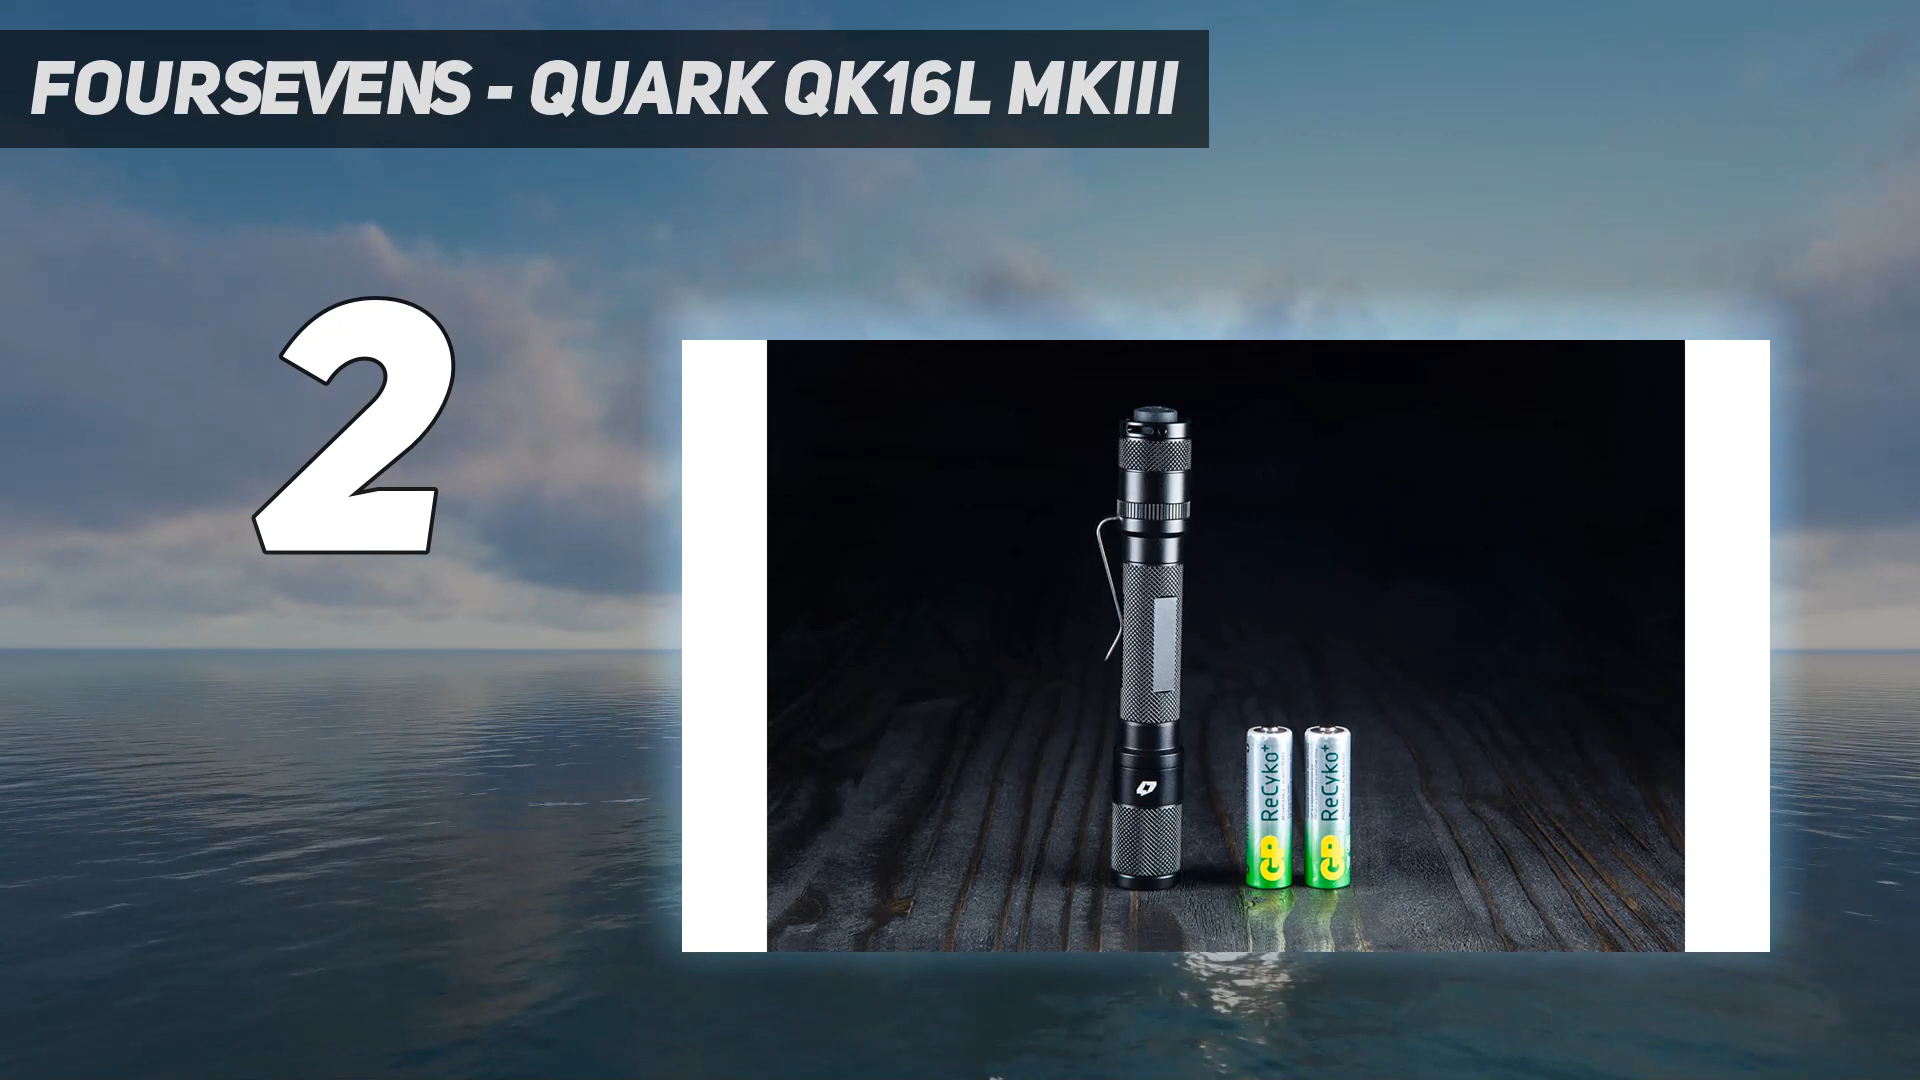 FOURSEVENS - QUARK QK16L MKIII
2
ReCyko+
GP
ReCyko+
GP